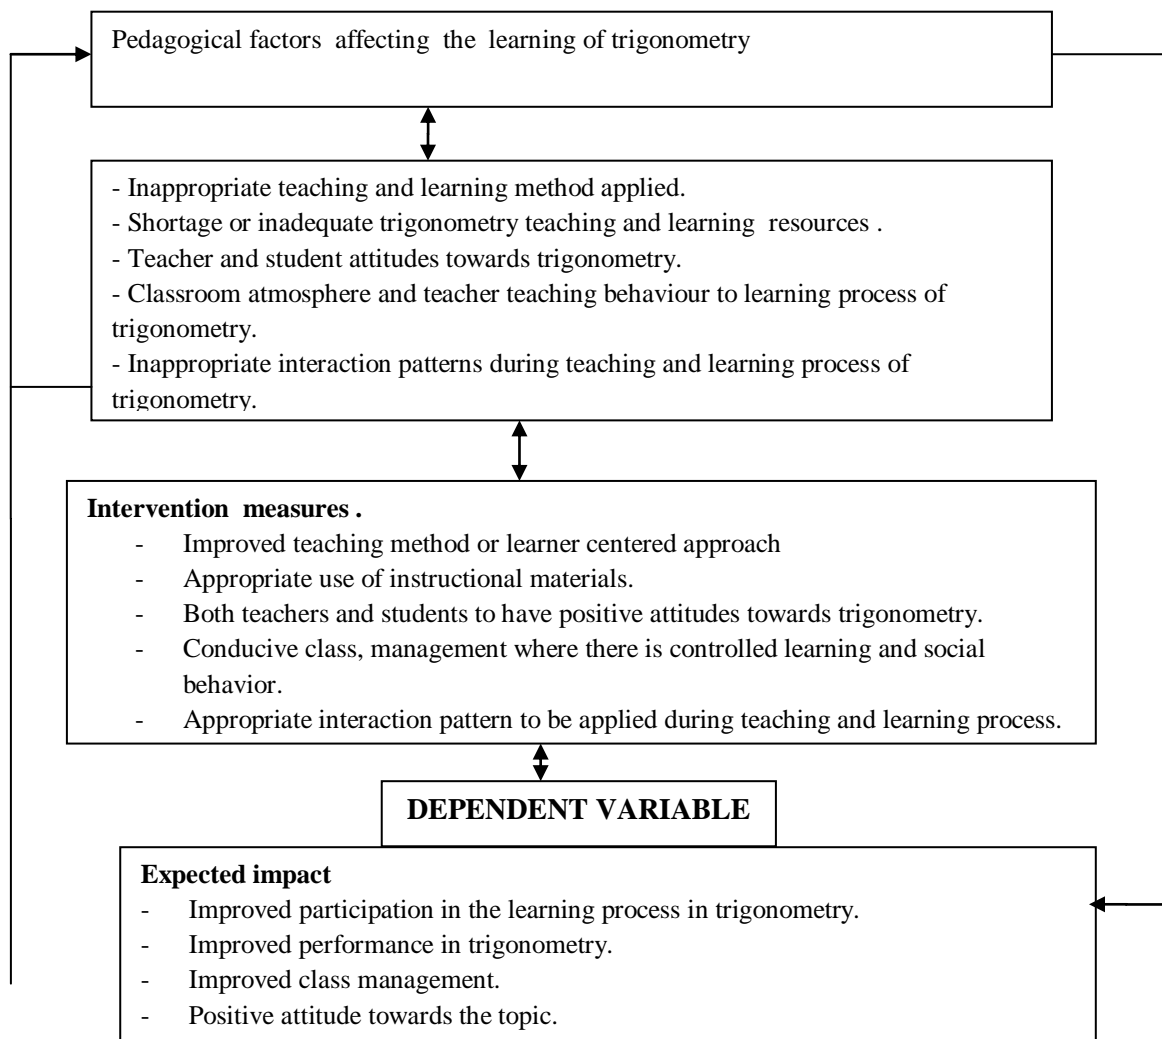 Pedagogical factors affecting the learning of trigonometry
- Inappropriate teaching and learning method applied.
- Shortage or inadequate trigonometry teaching and learning resources .
- Teacher and student attitudes towards trigonometry.
- Classroom atmosphere and teacher teaching behaviour to learning process of
trigonometry.
- Inappropriate interaction patterns during teaching and learning process of
trigonometry.
Intervention measures .
- Improved teaching method or learner centered approach
- Appropriate use of instructional materials.
- Both teachers and students to have positive attitudes towards trigonometry.
- Conducive class, management where there is controlled learning and social
behavior.
- Appropriate interaction pattern to be applied during teaching and learning process.
DEPENDENT VARIABLE
Expected impact
- Improved participation in the learning process in trigonometry.
- Improved performance in trigonometry.
- Improved class management.
- Positive attitude towards the topic.